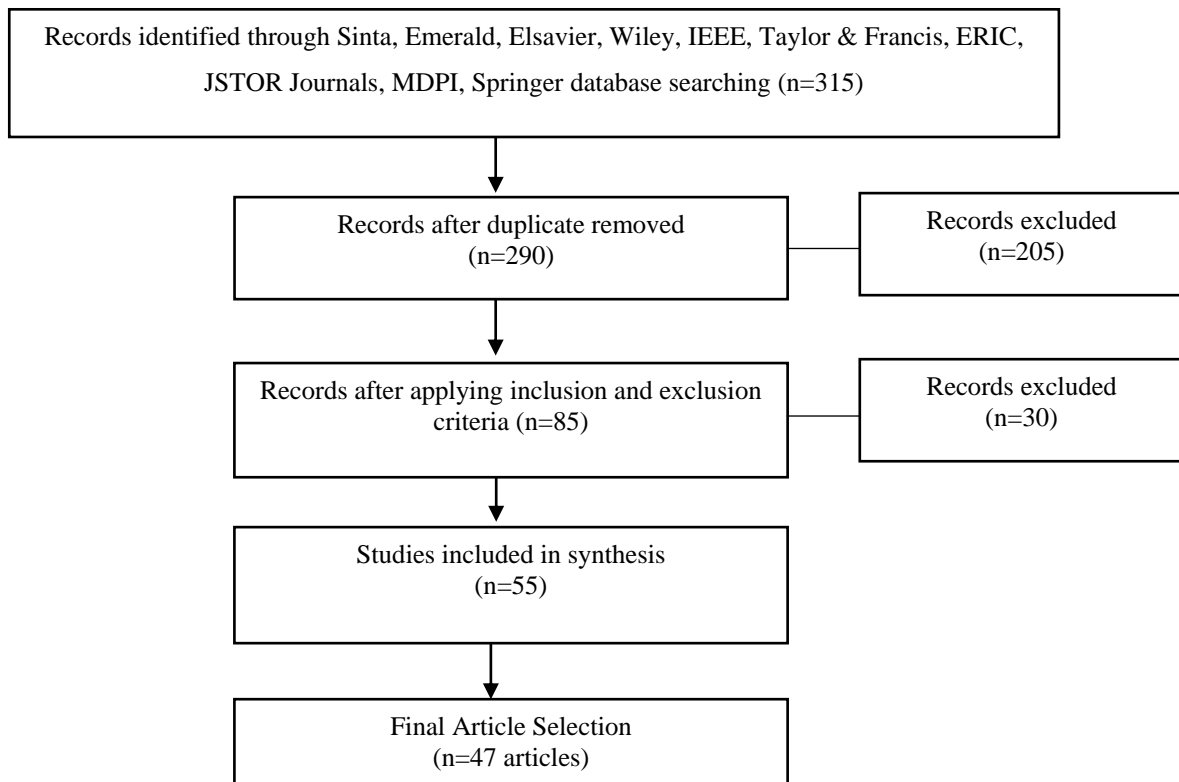 Records identified through Sinta, Emerald, Elsavier, Wiley, IEEE, Taylor & Francis, ERIC,
JSTOR Journals, MDPI, Springer database searching (n=315)
Records after duplicate removed
(n=290)
Records excluded
(n=205)
Records after applying inclusion and exclusion
criteria (n=85)
Records excluded
(n=30)
Studies included in synthesis
(n=55)
Final Article Selection
(n=47 articles)